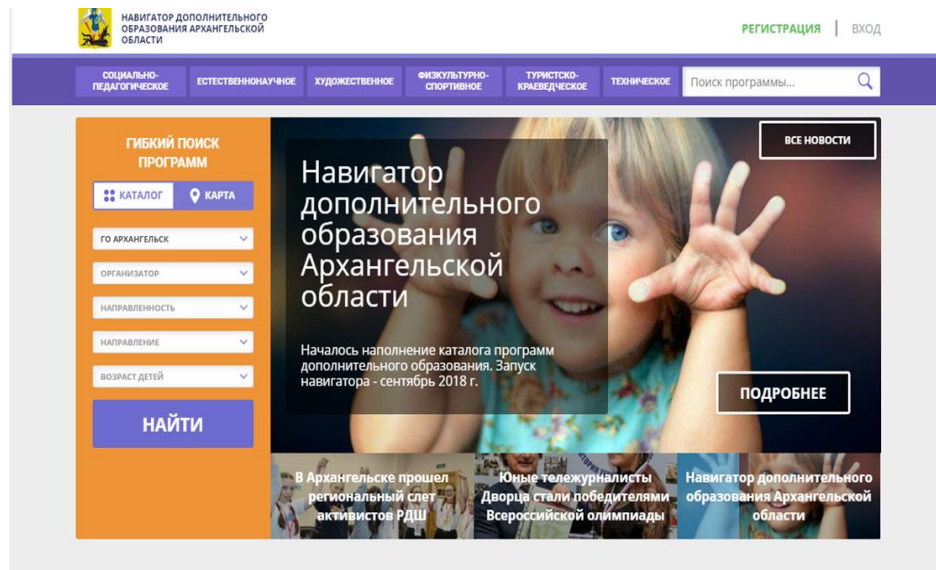 НАВИГАТОР ДОПОЛНИТЕЛЬНОГО
ОБРАЗОВАНИЯ АРХАНГЕЛЬСКОЙ
ОБЛАСТИ
РЕГИСТРАЦИЯ
ВХОД
СОЦИАЛЬНО-
ПЕДАГОГИЧЕСКОЕ
ЕСТЕСТВЕННОНАУЧНОЕ
ХУДОЖЕСТВЕННОЕ
ФИЗКУЛЬТУРНО-
СПОРТИВНОЕ
ТУРИСТСКО-
КРАЕВЕДЧЕСКОЕ
ТЕХНИЧЕСКОЕ
Поиск программы...
ГИБКИЙ ПОИСК
ПРОГРАММ
КАТАЛОГ
КАРТА
ГО АРХАНГЕЛЬСК
ОРГАНИЗАТОР
НАПРАВЛЕННОСТЬ
НАПРАВЛЕНИЕ
ВОЗРАСТ ДЕТЕЙ
НАЙТИ
ВСЕ НОВОСТИ
Навигатор
дополнительного
образования
Архангельской
области
Началось наполнение каталога программ
дополнительного образования. Запуск
навигатора - сентябрь 2018 г.
ПОДРОБНЕЕ
В Архангельске прошел
региональный слет
активистов РДШ
Юные тележурналисты
Дворца стали победителями
Всероссийской олимпиады
Навигатор дополнительного
образования Архангельской
области